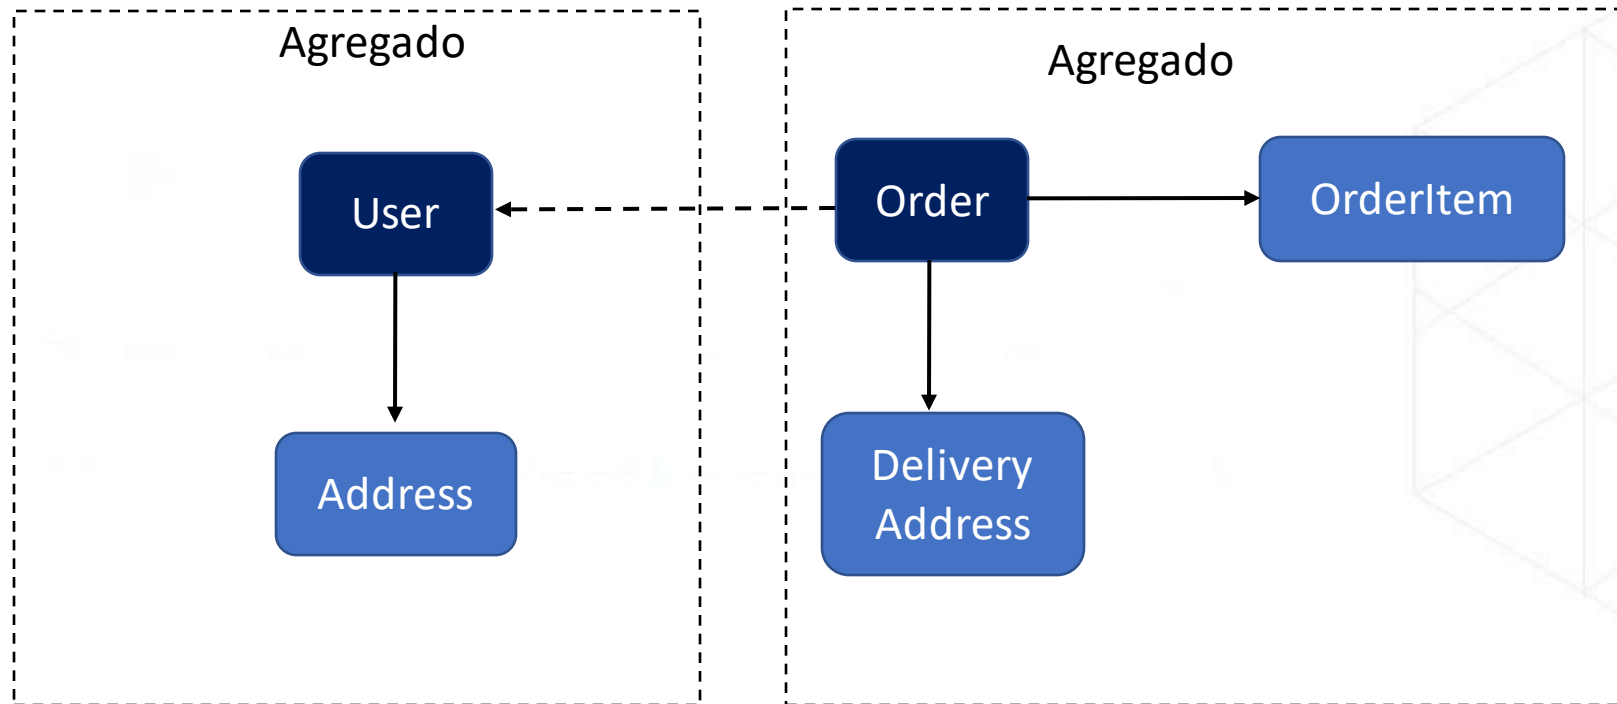 Agregado
User
Address
Agregado
Order
OrderItem
Delivery
Address